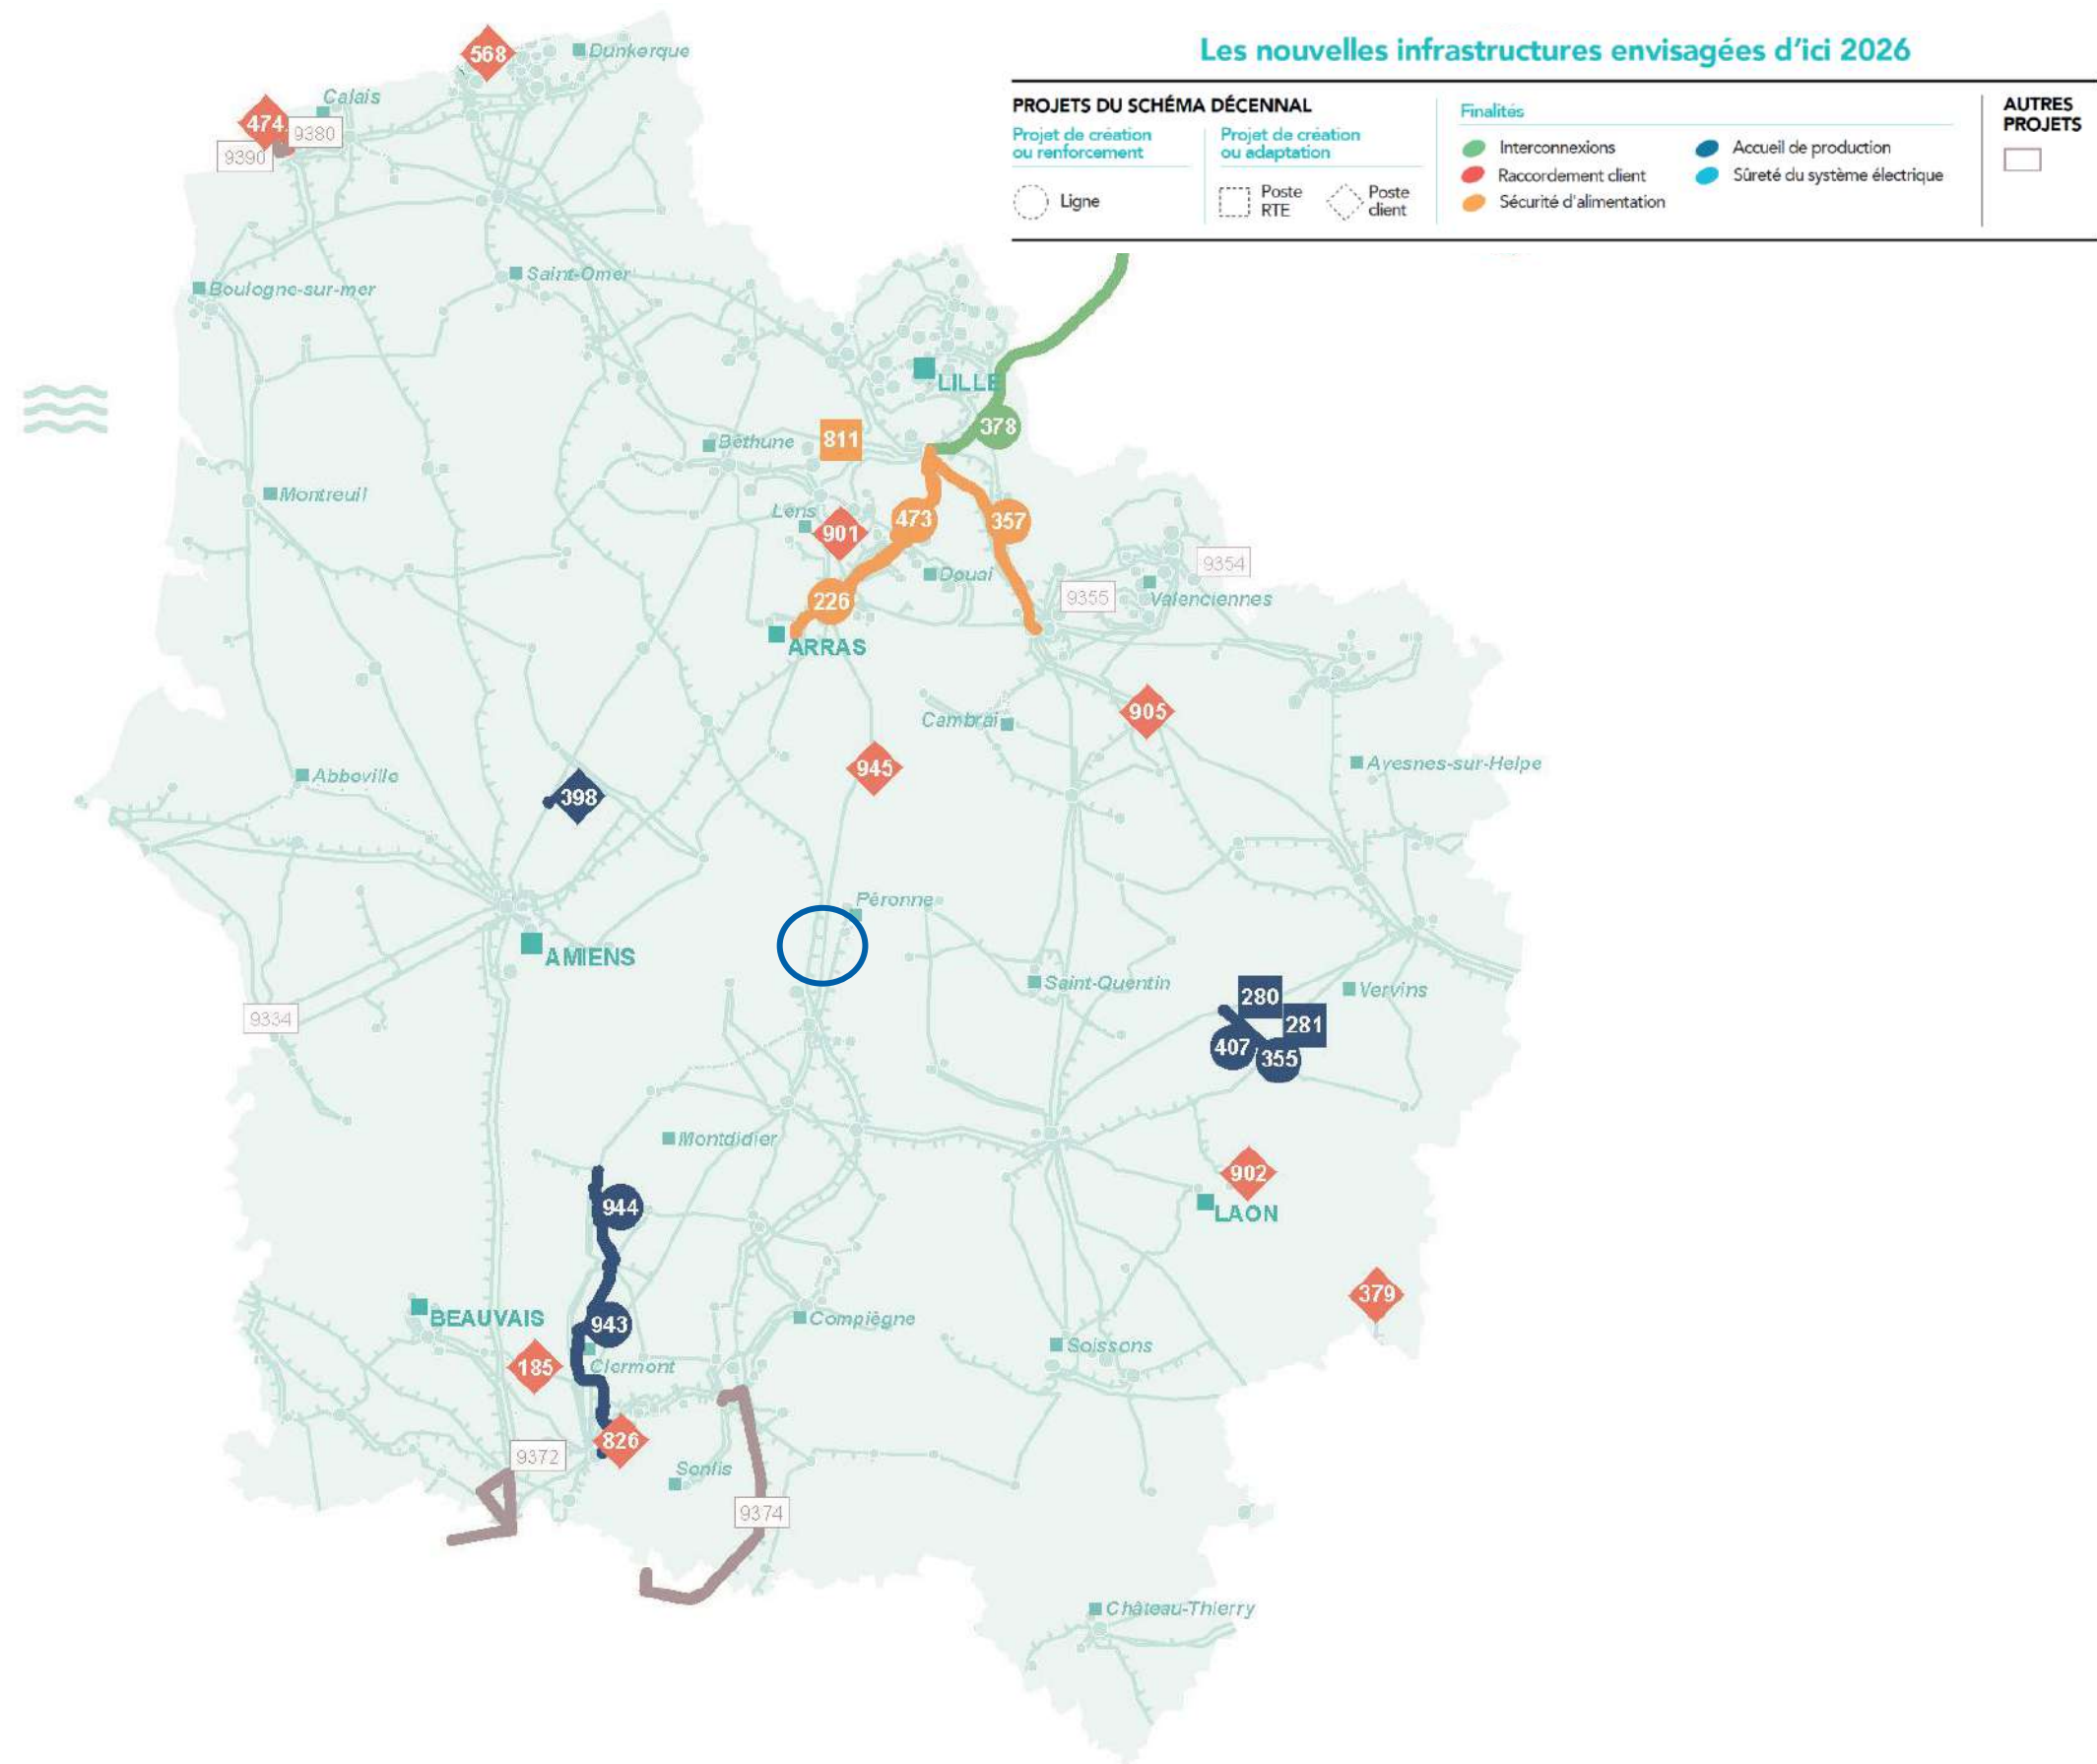 Les nouvelles infrastructures envisagées d'ici 2026
PROJETS DU SCHÉMA DÉCENNAL
Projet de création
ou renforcement
Ligne
Projet de création
ou adaptation
Poste
RTE
Poste
client
Finalités
Interconnexions
Raccordement client
Sécurité d'alimentation
Accueil de production
Sûreté du système électrique
AUTRES
PROJETS
568
Dunkerque
Calais
474
9380
9390
Saint-Omer
Boulogne-sur-mer
LILLE
378
Béthune
811
Montreuil
Lens
901
473
357
Douai
9354
9355
Valenciennes
226
ARRAS
905
Cambrai
945
Avesnes-sur-Helpe
Abbeville
398
Péronne
AMIENS
Saint-Quentin
Vervins
280
281
407
355
9334
Montdidier
902
LAON
944
379
BEAUVAIS
943
Compiègne
Soissons
185
Clermont
826
9372
Senlis
9374
Château-Thierry